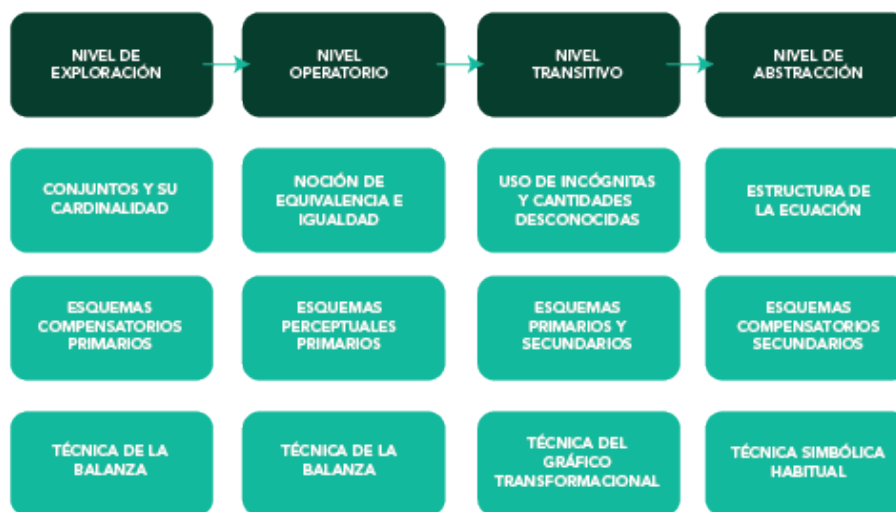 NIVEL DE
EXPLORACIÓN
NIVEL
OPERATORIO
NIVEL
TRANSITIVO
NIVEL DE
ABSTRACCIÓN
CONJUNTOS Y SU
CARDINALIDAD
NOCIÓN DE
EQUIVALENCIA E
IGUALDAD
USO DE INCÓGNITAS
Y CANTIDADES
DESCONOCIDAS
ESTRUCTURA DE
LA ECUACIÓN
ESQUEMAS
COMPENSATORIOS
PRIMARIOS
ESQUEMAS
PERCEPTUALES
PRIMARIOS
ESQUEMAS
PRIMARIOS Y
SECUNDARIOS
ESQUEMAS
COMPENSATORIOS
SECUNDARIOS
TÉCNICA DE LA
BALANZA
TÉCNICA DE LA
BALANZA
TÉCNICA DEL
GRÁFICO
TRANSFORMACIONAL
TÉCNICA SIMBÓLICA
HABITUAL